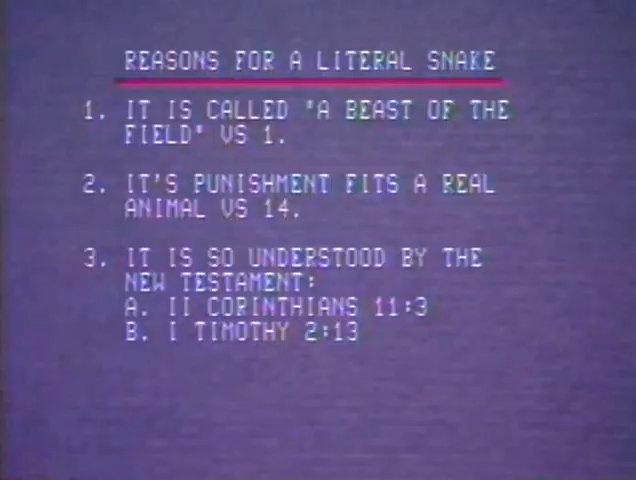 REASONS FOR A LITERAL SNAKE
1. IT IS CALLED "A BEAST OF THE
FIELD" VS 1.
2. IT'S PUNISHMENT FITS A REAL
ANIMAL VS 14.
3. IT IS SO UNDERSTOOD BY THE
NEW TESTAMENT:
A. II CORINTHIANS 11:3
B. I TIMOTHY 2:13